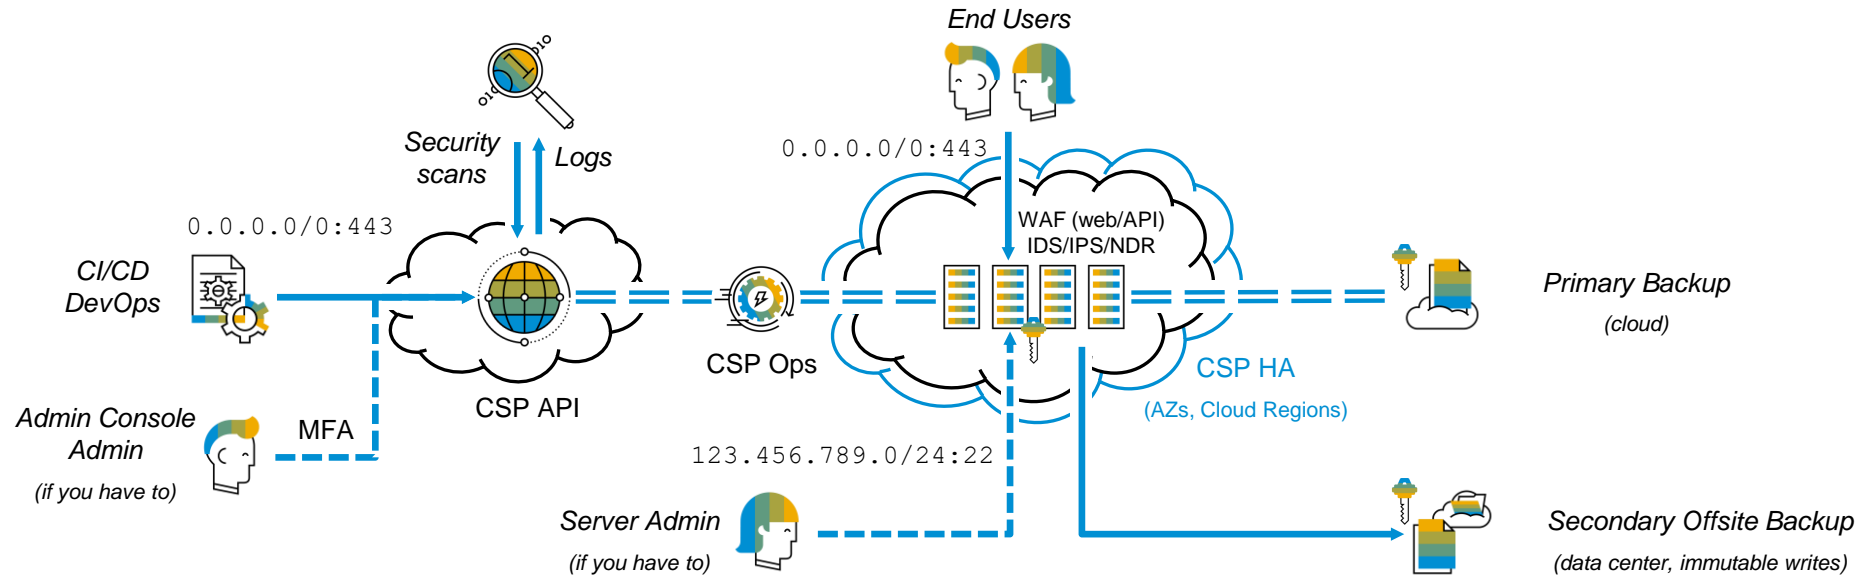 End Users
Security
scans
Logs
0.0.0.0/0:443
WAF (web/API)
IDS/IPS/NDR
0.0.0.0/0:443
CI/CD
DevOps
CSP API
CSP Ops
CSP HA
(AZs, Cloud Regions)
Primary Backup
(cloud)
Admin Console
Admin
(if you have to)
MFA
123.456.789.0/24:22
Server Admin
(if you have to)
Secondary Offsite Backup
(data center, immutable writes)